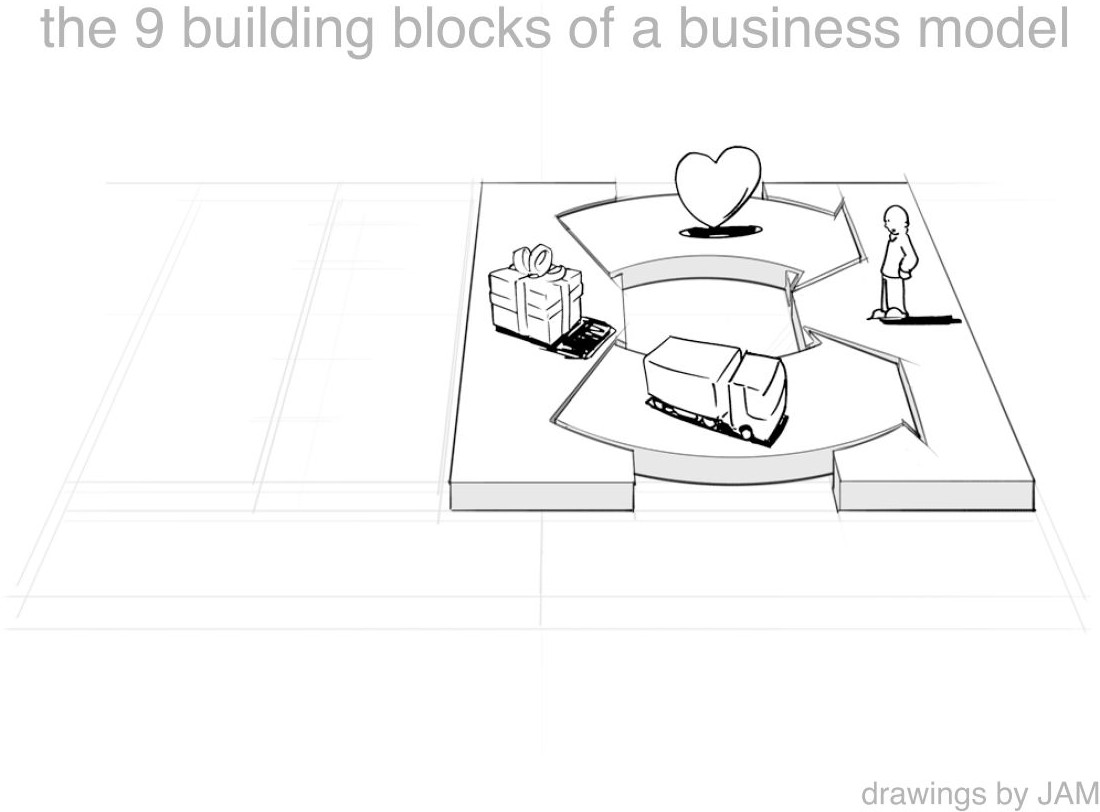 the 9 building blocks of a business model
drawings by JAM